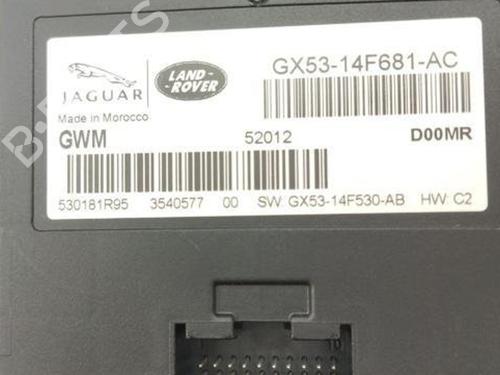 JAGUAR
LAND-
ROVER
GX53-14F681-AC
Made in Morocco
GWM 52012 D00MR
530181R95 3540577 00 SW: GX53-14F530-AB HW: C2